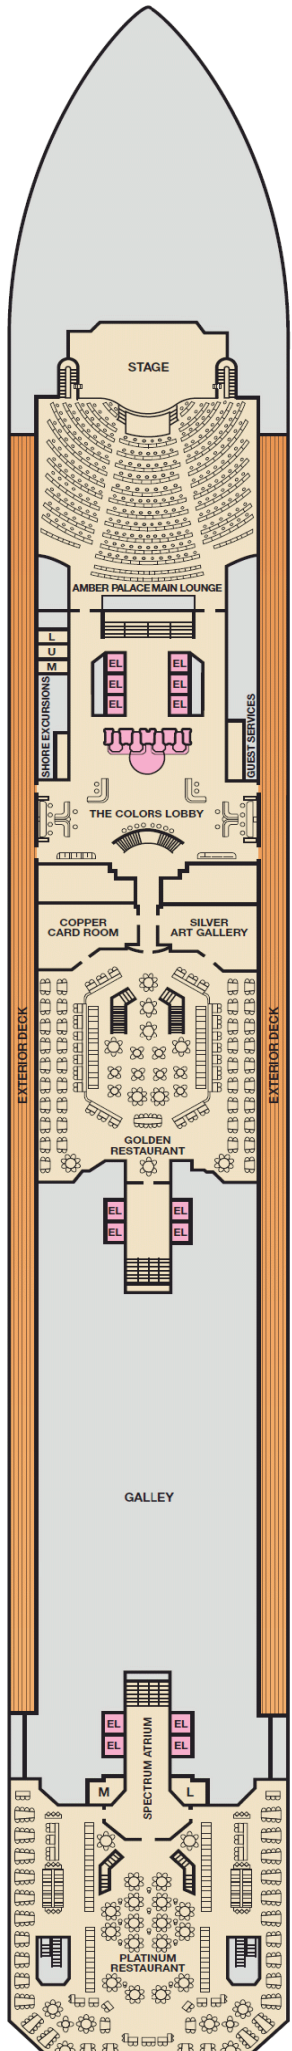 STAGE
AMBER PALACE MAIN LOUNGE
L
U
M
EL
EL
EL
EL
EL
EL
SHORE EXCURSIONS
GUEST SERVICES
THE COLORS LOBBY
COPPER
CARD ROOM
SILVER
ART GALLERY
EXTERIOR DECK
EXTERIOR DECK
GOLDEN
RESTAURANT
EL
EL
EL
EL
GALLEY
EL
EL
EL
EL
SPECTRUM ATRIUM
M
L
PLATINUM
RESTAURANT